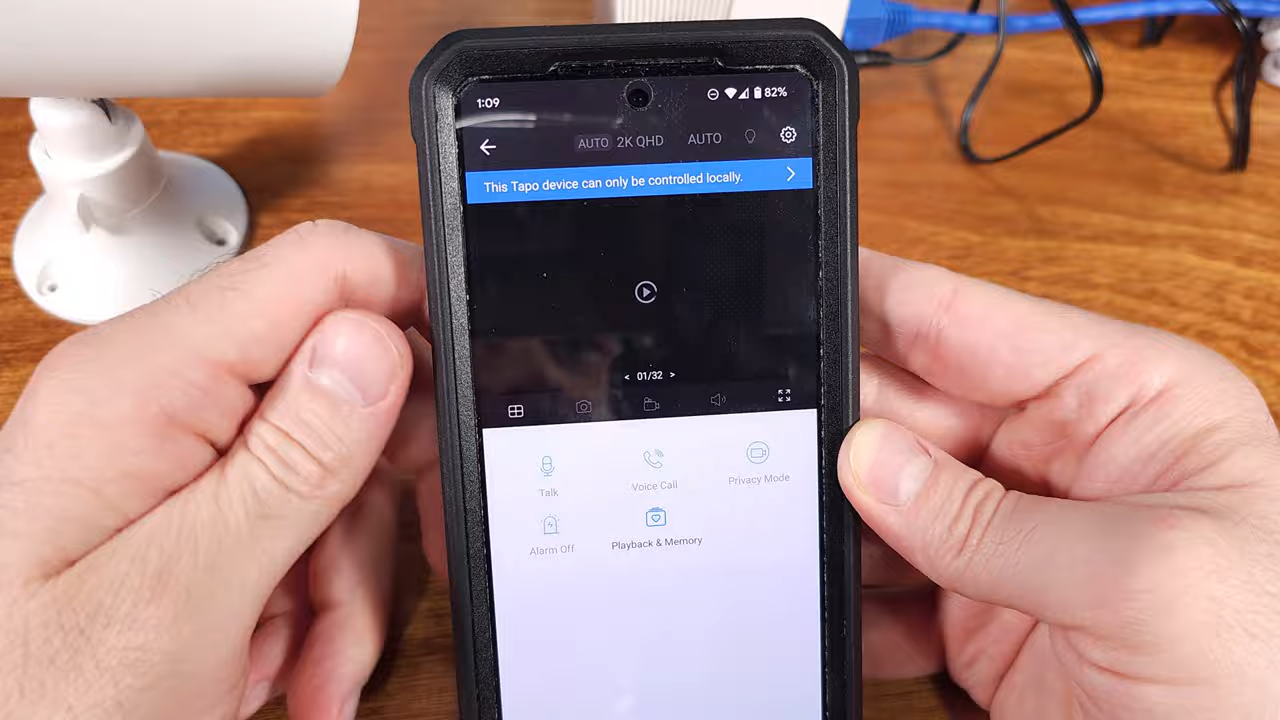 1:09
82%
AUTO 2K QHD AUTO
This Tapo device can only be controlled locally.
< 01/32 >
Talk
Voice Call
Privacy Mode
Alarm Off
Playback & Memory